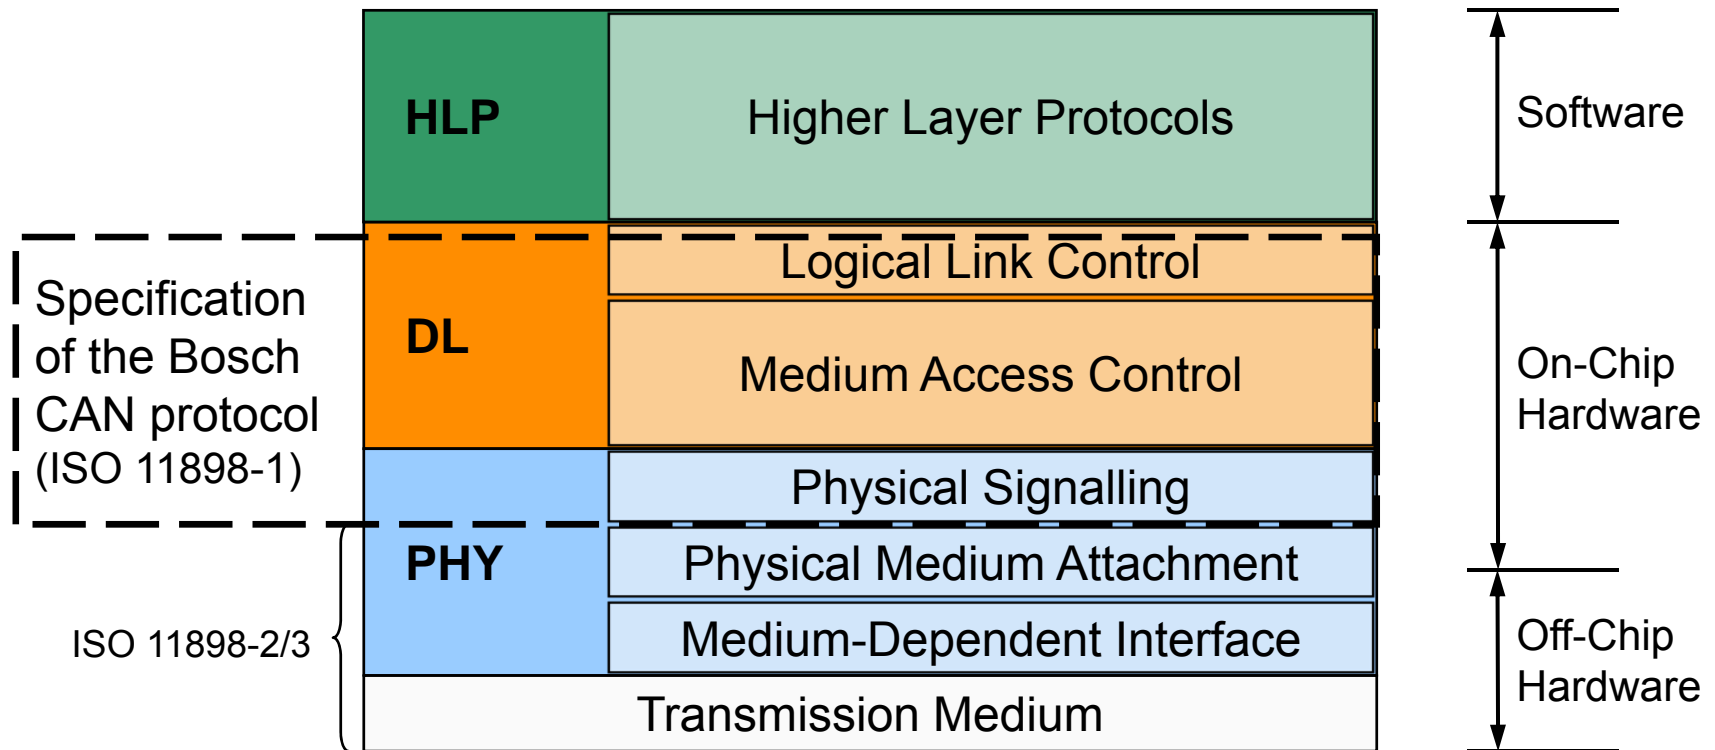 HLP
Higher Layer Protocols
Software
Specification
of the Bosch
CAN protocol
(ISO 11898-1)
DL
Logical Link Control
Medium Access Control
On-Chip
Hardware
PHY
Physical Signalling
Physical Medium Attachment
Medium-Dependent Interface
ISO 11898-2/3
Off-Chip
Hardware
Transmission Medium